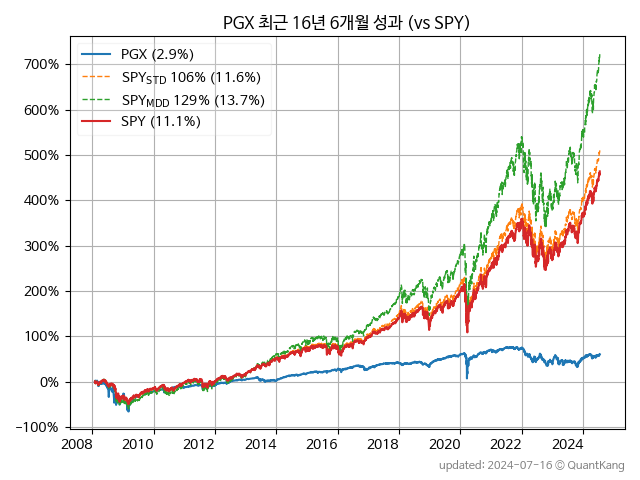 PGX 최근 16년 6개월 성과 (vs SPY)
PGX (2.9%)
SPY_STD 106% (11.6%)
SPY_MDD 129% (13.7%)
SPY (11.1%)
700%
600%
500%
400%
300%
200%
100%
0%
−100%
2008 2010 2012 2014 2016 2018 2020 2022 2024
updated: 2024-07-16 © QuantKang